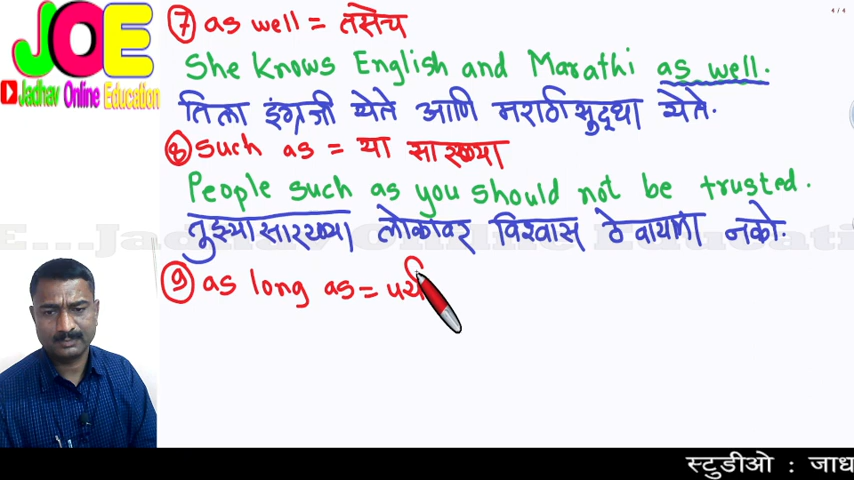 JOE
Jadhav Online Education
4/4
⑦ as well = तसेच
She knows English and Marathi as well.
तिला इंग्रजी येते आणि मराठी सुद्धा येते.
⑧ Such as = या सारख्या
People such as you should not be trusted.
तुझ्यासारख्या लोकांवर विश्वास ठेवायला नको.
⑨ as long as = पर्य
स्टुडीओ : जाध